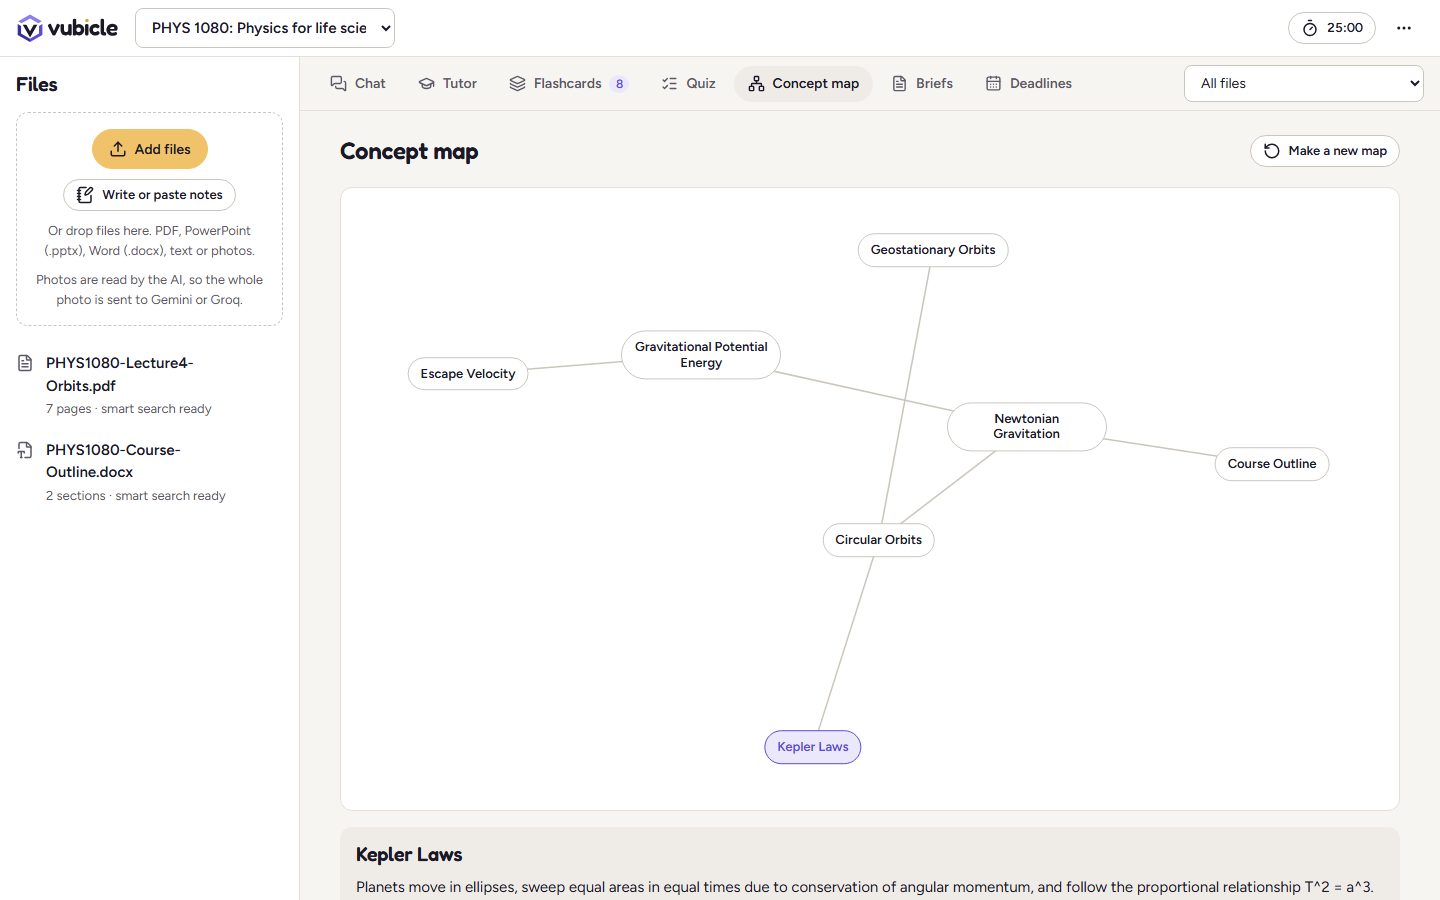 vubicle
PHYS 1080: Physics for life scie
25:00
Files
Add files
Write or paste notes
Or drop files here. PDF, PowerPoint
(.pptx), Word (.docx), text or photos.
Photos are read by the AI, so the whole
photo is sent to Gemini or Groq.
PHYS1080-Lecture4-
Orbits.pdf
7 pages · smart search ready
PHYS1080-Course-
Outline.docx
2 sections · smart search ready
Chat
Tutor
Flashcards 8
Quiz
Concept map
Briefs
Deadlines
All files
Concept map
Make a new map
Geostationary Orbits
Gravitational Potential
Energy
Escape Velocity
Newtonian
Gravitation
Course Outline
Circular Orbits
Kepler Laws
Kepler Laws
Planets move in ellipses, sweep equal areas in equal times due to conservation of angular momentum, and follow the proportional relationship T^2 = a^3.